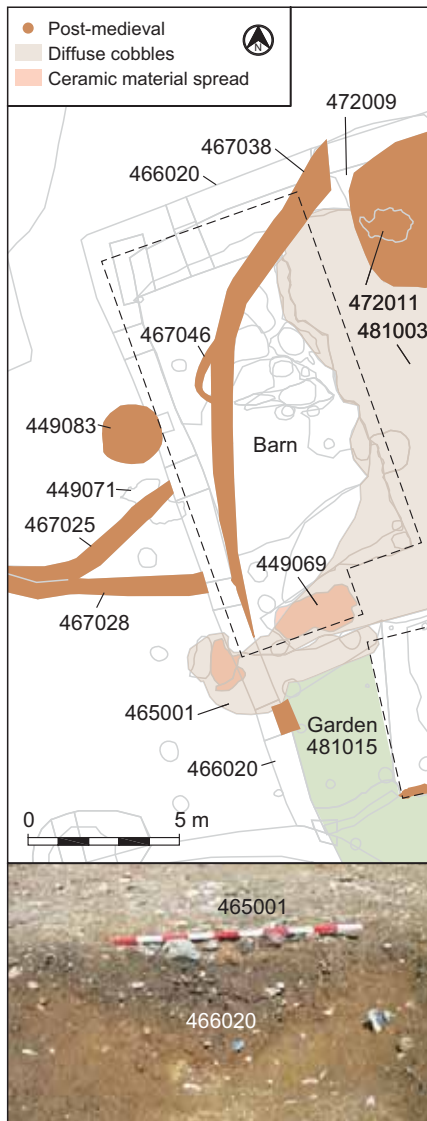 Post-medieval
Diffuse cobbles
Ceramic material spread
N
472009
467038
466020
472011
481003
467046
449083
Barn
449071
467025
449069
467028
465001
Garden
481015
466020
0 5 m
465001
466020